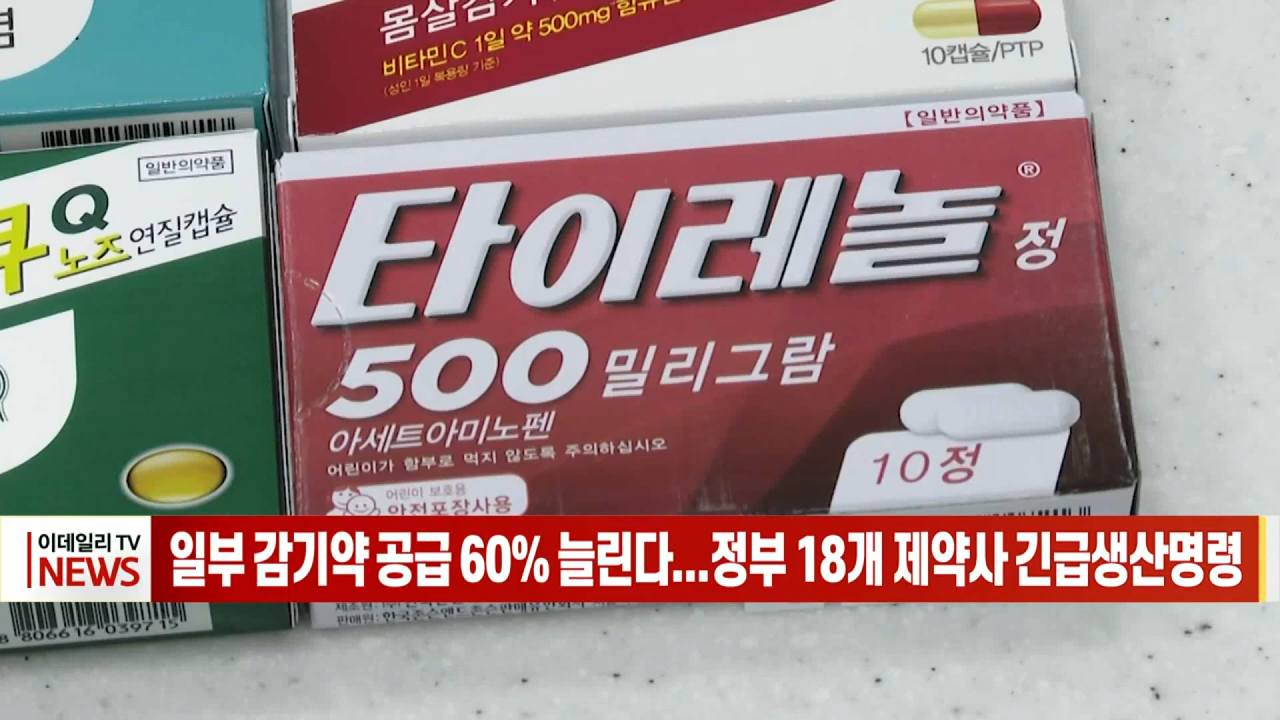 몸살감기
비타민C 1일 약 500mg 함유
(성인 1일 복용량 기준)
10캡슐/PTP
염
【일반의약품】
일반의약품
타이레놀® 정
Q
노즈연질캡슐
500 밀리그람
아세트아미노펜
어린이가 함부로 먹지 않도록 주의하십시오
10정
어린이 보호용
안전포장사용
이데일리TV
NEWS
일부 감기약 공급 60% 늘린다...정부 18개 제약사 긴급생산명령
8 806616 039715